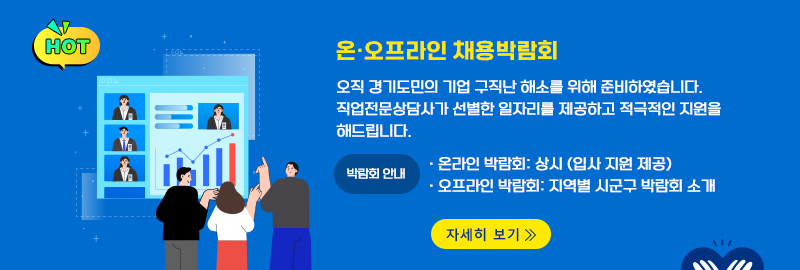 HOT
온·오프라인 채용박람회
오직 경기도민의 기업 구직난 해소를 위해 준비하였습니다.
직업전문상담사가 선별한 일자리를 제공하고 적극적인 지원을
해드립니다.
박람회 안내
· 온라인 박람회: 상시 (입사 지원 제공)
· 오프라인 박람회: 지역별 시군구 박람회 소개
자세히 보기 »